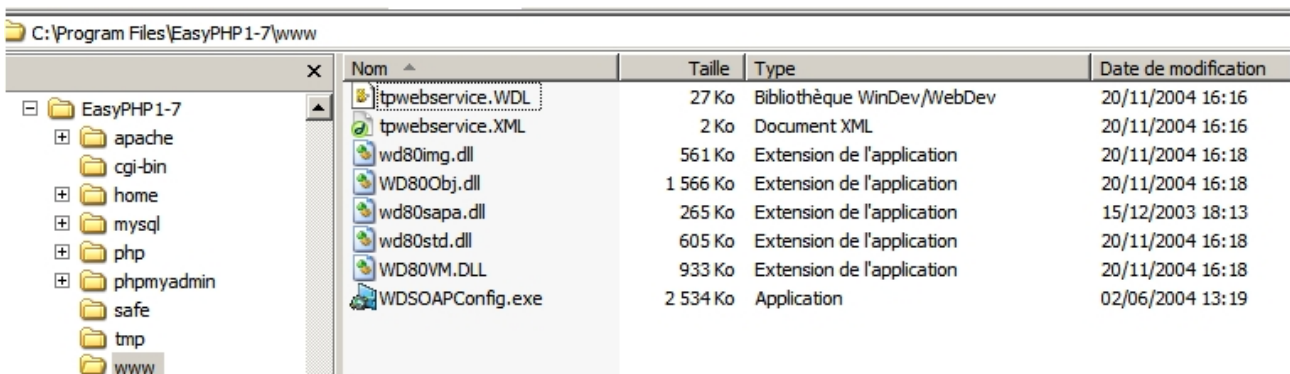 C:\Program Files\EasyPHP1-7\www
x
Nom Taille Type Date de modification
EasyPHP1-7
apache
cgi-bin
home
mysql
php
phpmyadmin
safe
tmp
www
tpwebservice.WDL 27 Ko Bibliothèque WinDev/WebDev 20/11/2004 16:16
tpwebservice.XML 2 Ko Document XML 20/11/2004 16:16
wd80img.dll 561 Ko Extension de l'application 20/11/2004 16:18
WD80Obj.dll 1 566 Ko Extension de l'application 20/11/2004 16:18
wd80sapa.dll 265 Ko Extension de l'application 15/12/2003 18:13
wd80std.dll 605 Ko Extension de l'application 20/11/2004 16:18
WD80VM.DLL 933 Ko Extension de l'application 20/11/2004 16:18
WDSOAPConfig.exe 2 534 Ko Application 02/06/2004 13:19